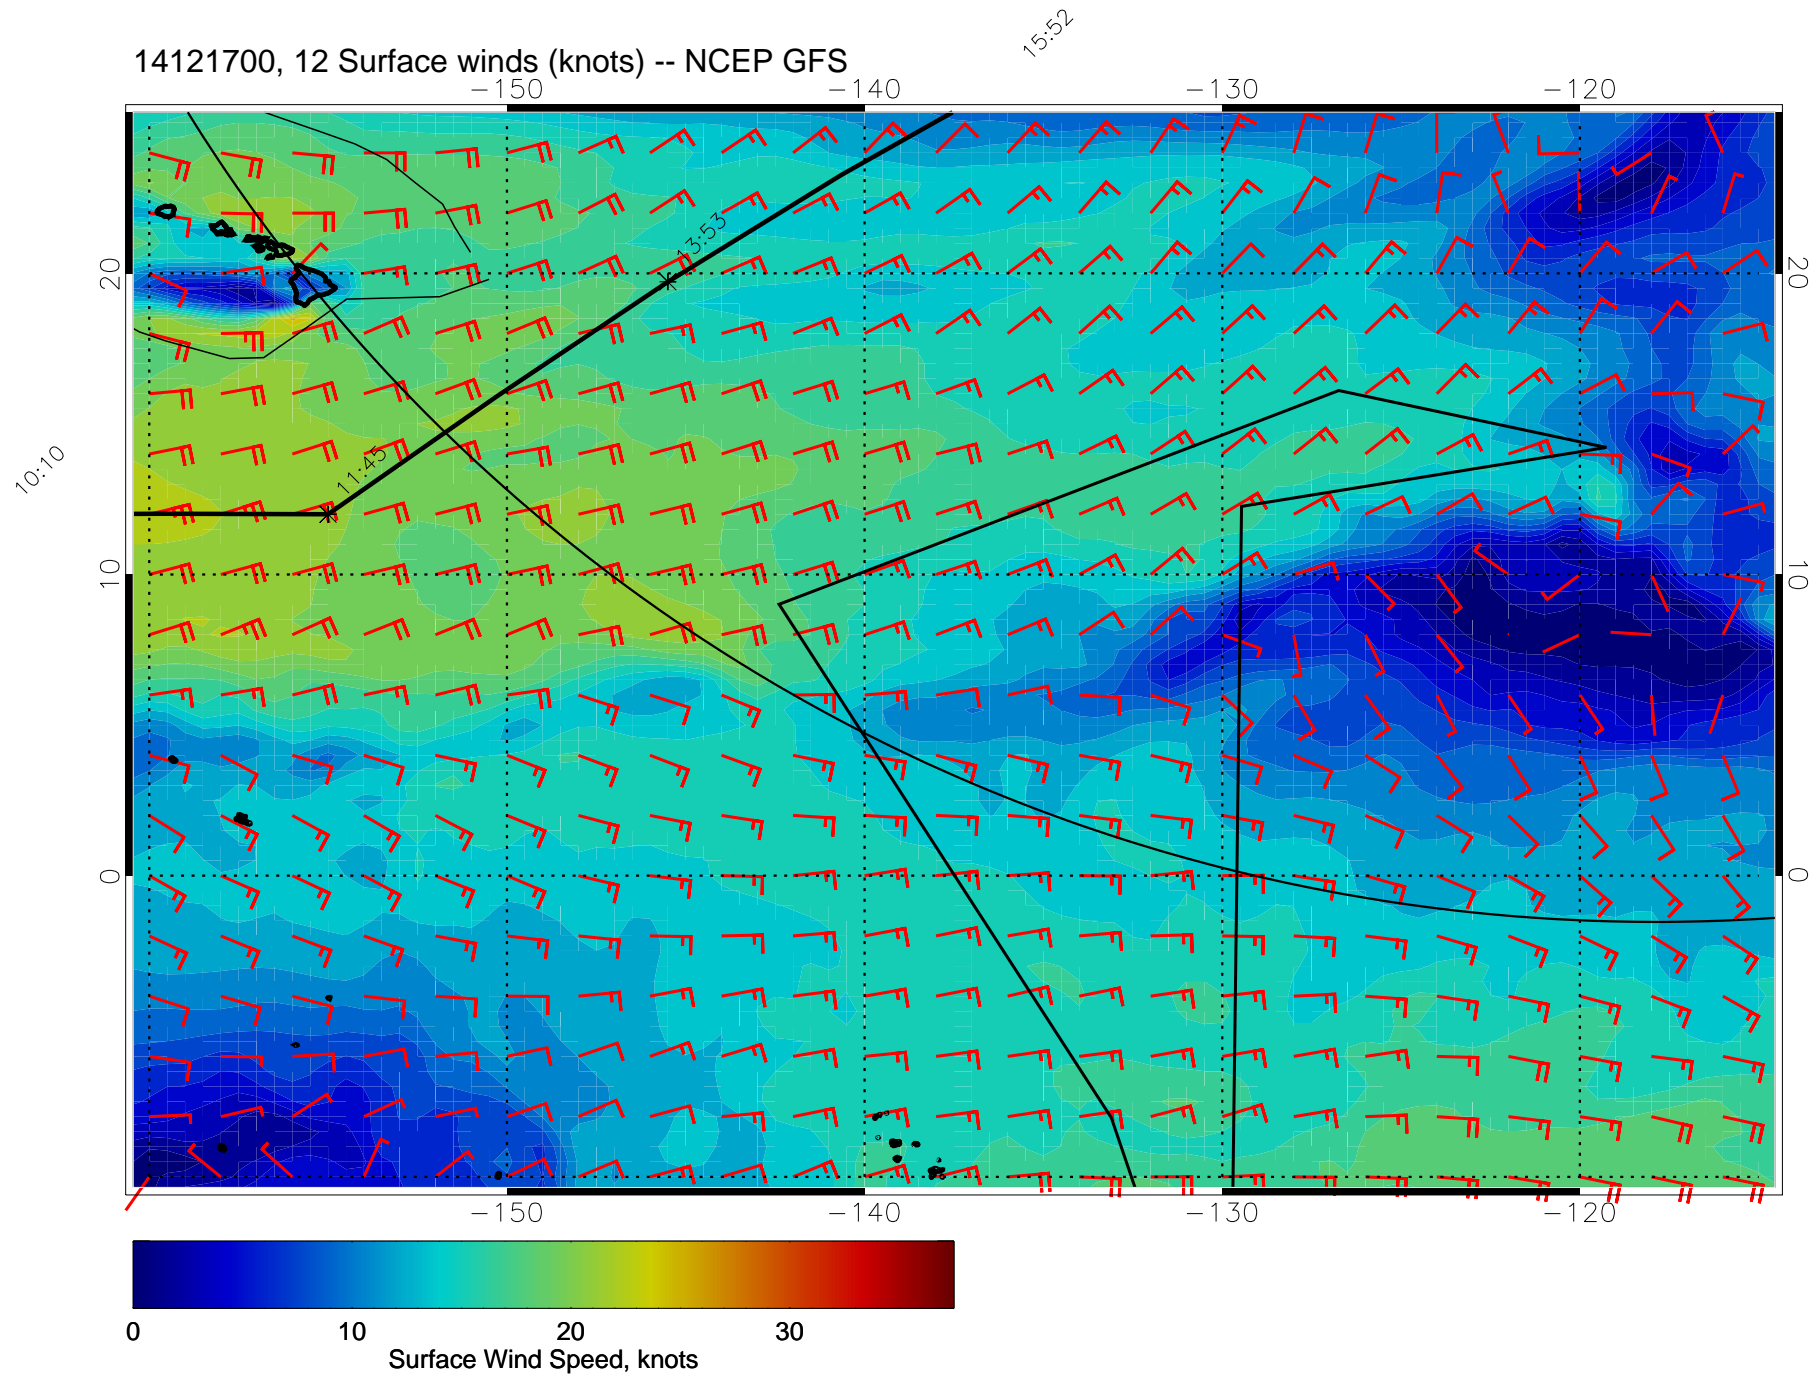 15:52
14121700, 12 Surface winds (knots) -- NCEP GFS
-150 -140 -130 -120
13:53
20 20
11:45
10:10
10 10
0 0
-150 -140 -130 -120
0 10 20 30
Surface Wind Speed, knots